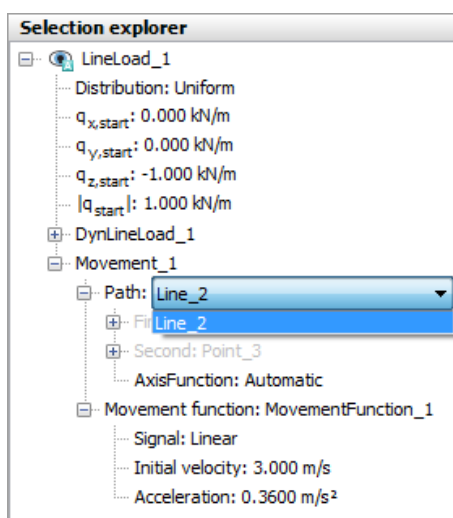 Selection explorer
LineLoad_1
Distribution: Uniform
qx,start: 0.000 kN/m
qy,start: 0.000 kN/m
qz,start: -1.000 kN/m
|qstart|: 1.000 kN/m
DynLineLoad_1
Movement_1
Path: Line_2
Line_2
Second: Point_3
AxisFunction: Automatic
Movement function: MovementFunction_1
Signal: Linear
Initial velocity: 3.000 m/s
Acceleration: 0.3600 m/s²